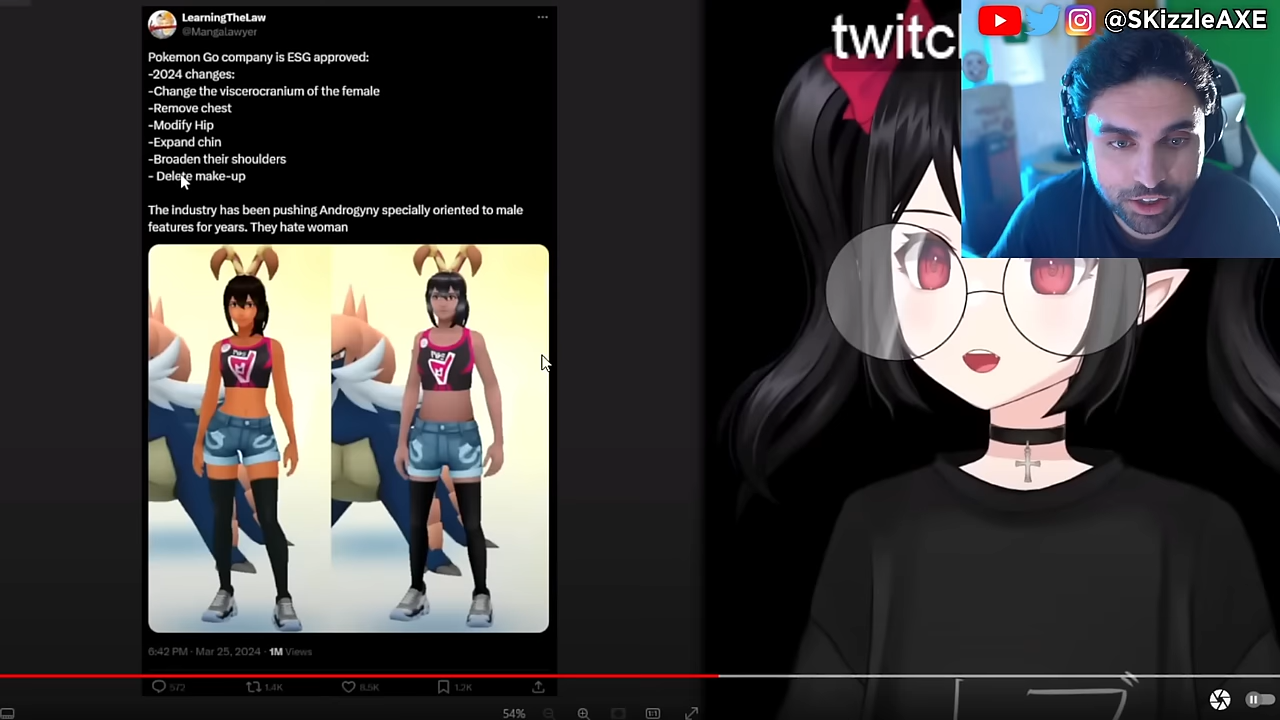 LearningTheLaw
@MangaLawyer
Pokemon Go company is ESG approved:
-2024 changes:
-Change the viscerocranium of the female
-Remove chest
-Modify Hip
-Expand chin
-Broaden their shoulders
- Delete make-up
The industry has been pushing Androgyny specially oriented to male
features for years. They hate woman
6:42 PM · Mar 25, 2024 · 1M Views
572
1.4K
8.5K
1.2K
54%
1:1
twitc
@SKizzleAXE